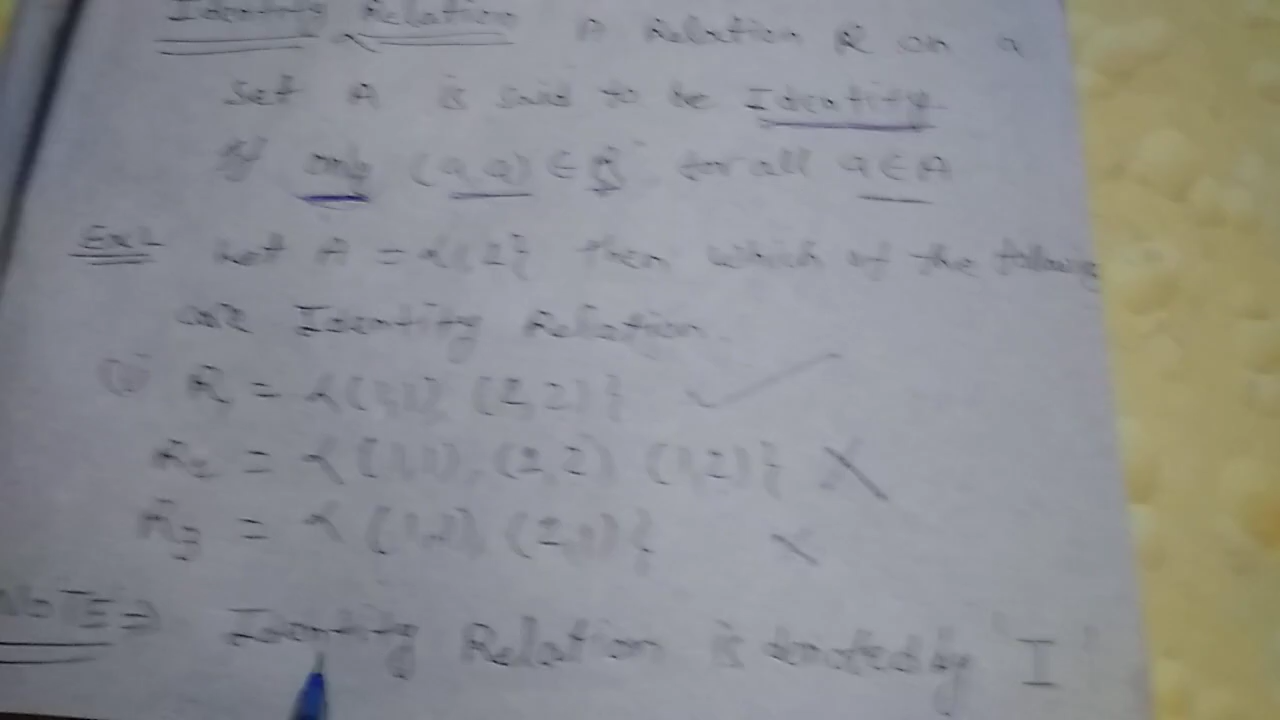 Identity Relation A Relation R on a
set A is said to be Identity
if only (a,a) ∈ R for all a ∈ A
Ex:- Let A = {1,2} then which of the following
are Identity Relation.
(i) R₁ = {(1,1) (2,2)} ✓
R₂ = {(1,1), (2,2) (1,2)} ✗
R₃ = {(1,2) (2,1)} ✗
NOTE ⇒ Identity Relation is denoted by 'I'